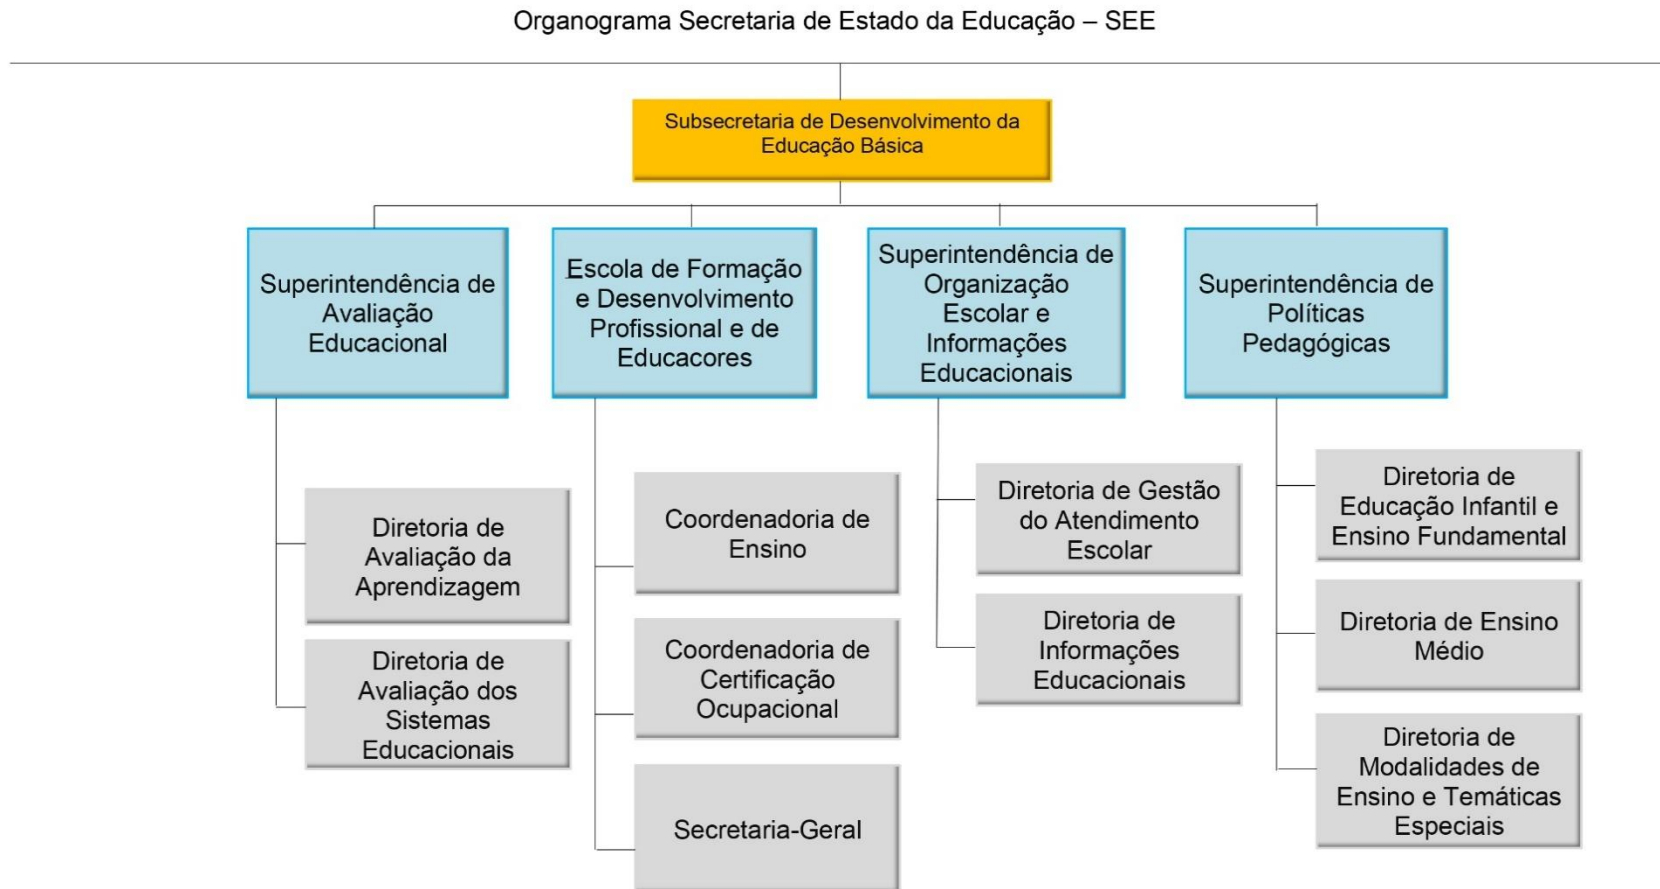 Organograma Secretaria de Estado da Educação – SEE
Subsecretaria de Desenvolvimento da
Educação Básica
Superintendência de
Avaliação
Educacional
Escola de Formação
e Desenvolvimento
Profissional e de
Educacores
Superintendência de
Organização
Escolar e
Informações
Educacionais
Superintendência de
Políticas
Pedagógicas
Diretoria de
Avaliação da
Aprendizagem
Diretoria de
Avaliação dos
Sistemas
Educacionais
Coordenadoria de
Ensino
Coordenadoria de
Certificação
Ocupacional
Secretaria-Geral
Diretoria de Gestão
do Atendimento
Escolar
Diretoria de
Informações
Educacionais
Diretoria de
Educação Infantil e
Ensino Fundamental
Diretoria de Ensino
Médio
Diretoria de
Modalidades de
Ensino e Temáticas
Especiais